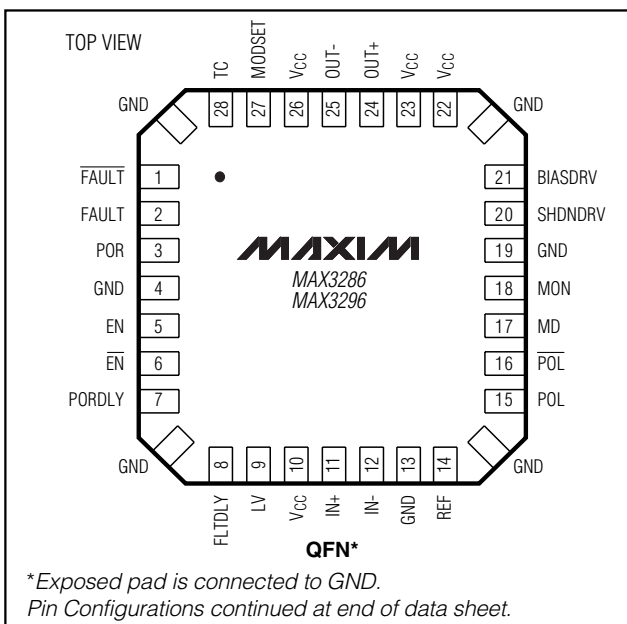 TOP VIEW
TC
MODSET
VCC
OUT-
OUT+
VCC
VCC
GND
28
27
26
25
24
23
22
GND
FAULT 1
21 BIASDRV
FAULT 2
20 SHDNDRV
POR 3
MAXIM
19 GND
MAX3286
GND 4
18 MON
MAX3296
EN 5
17 MD
EN 6
16 POL
PORDLY 7
15 POL
GND
8
9
10
11
12
13
14
GND
FLTDLY
LV
VCC
IN+
IN-
GND
REF
QFN*
*Exposed pad is connected to GND.
Pin Configurations continued at end of data sheet.